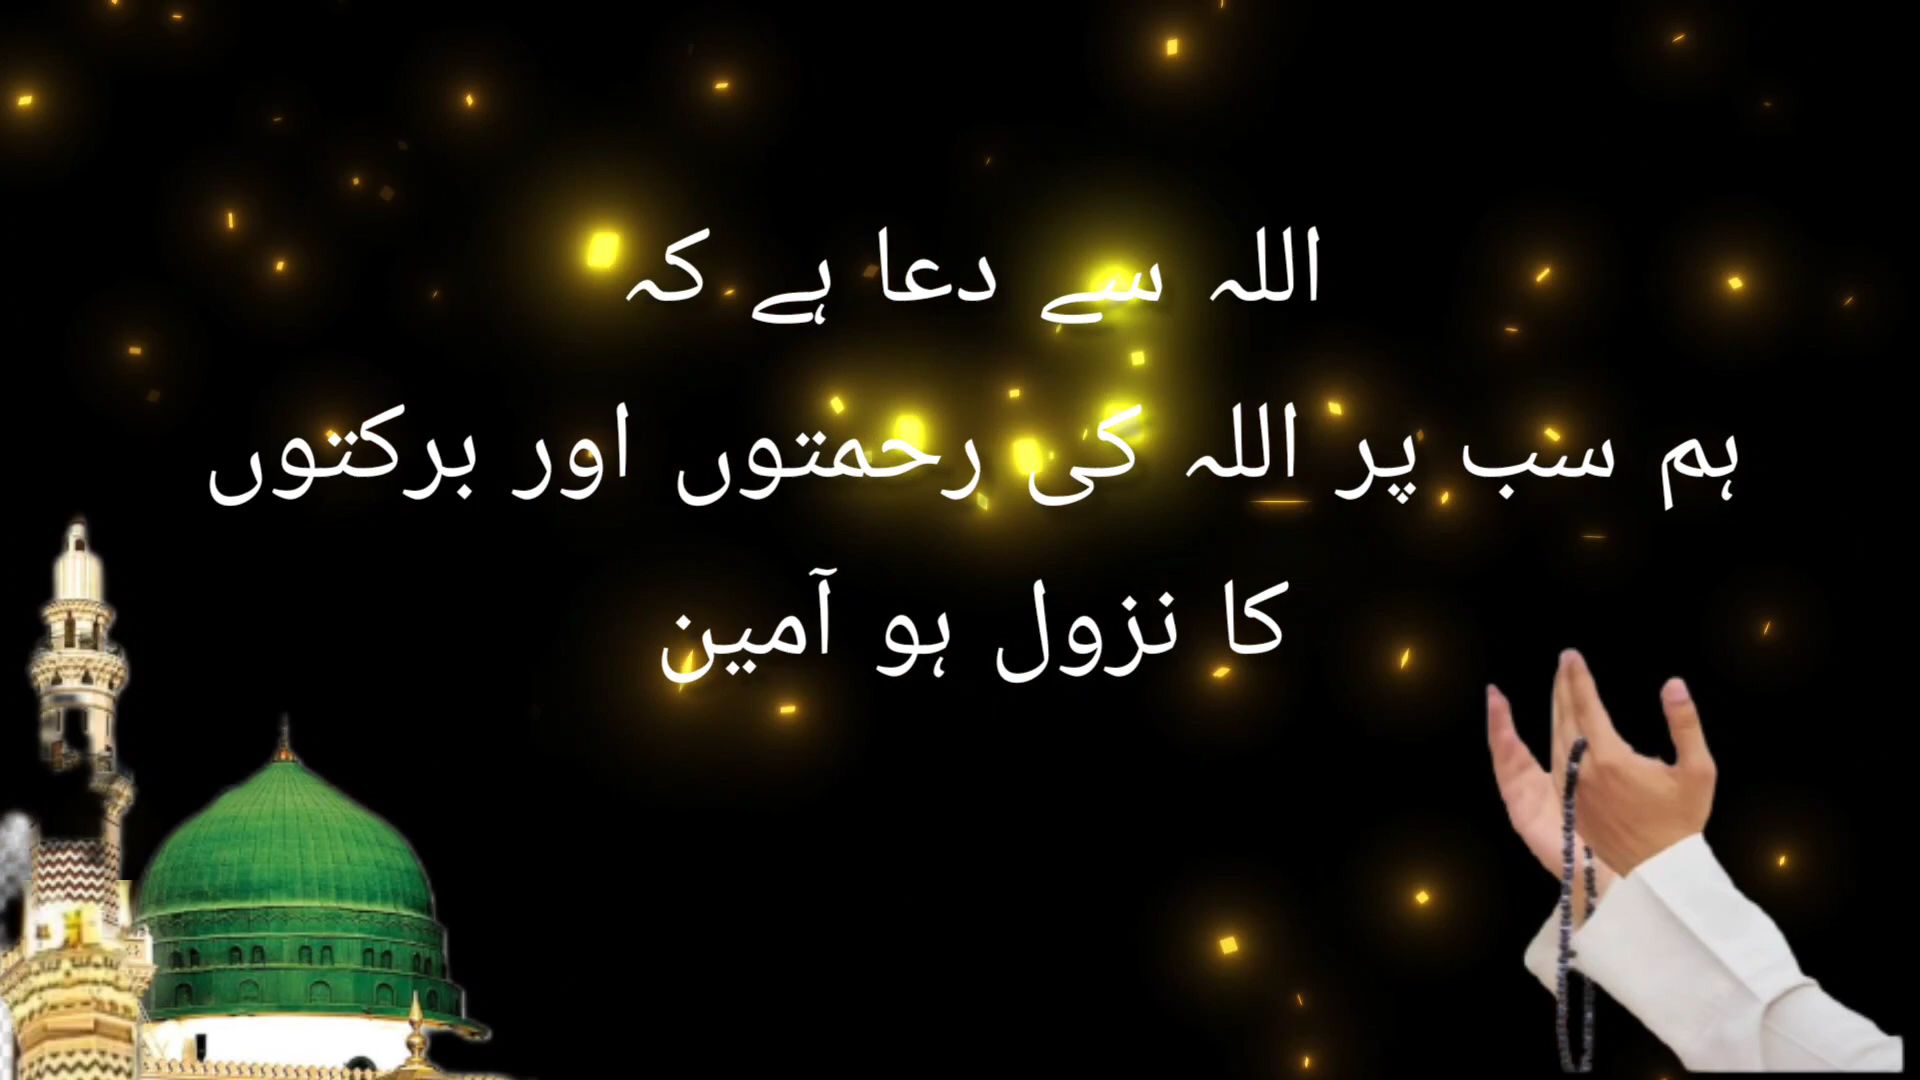 اللہ سے دعا ہے کہ
ہم سب پر اللہ کی رحمتوں اور برکتوں
کا نزول ہو آمین